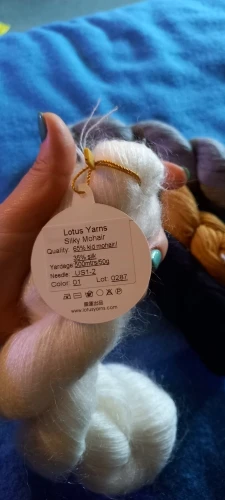 Lotus Yarns
Silky Mohair
Quality: 65% kid mohair/
35% silk
Yardage 500mtrs/50g
Needle: US1-2
Color: 01 Lot: 0287
www.lotusyarns.com